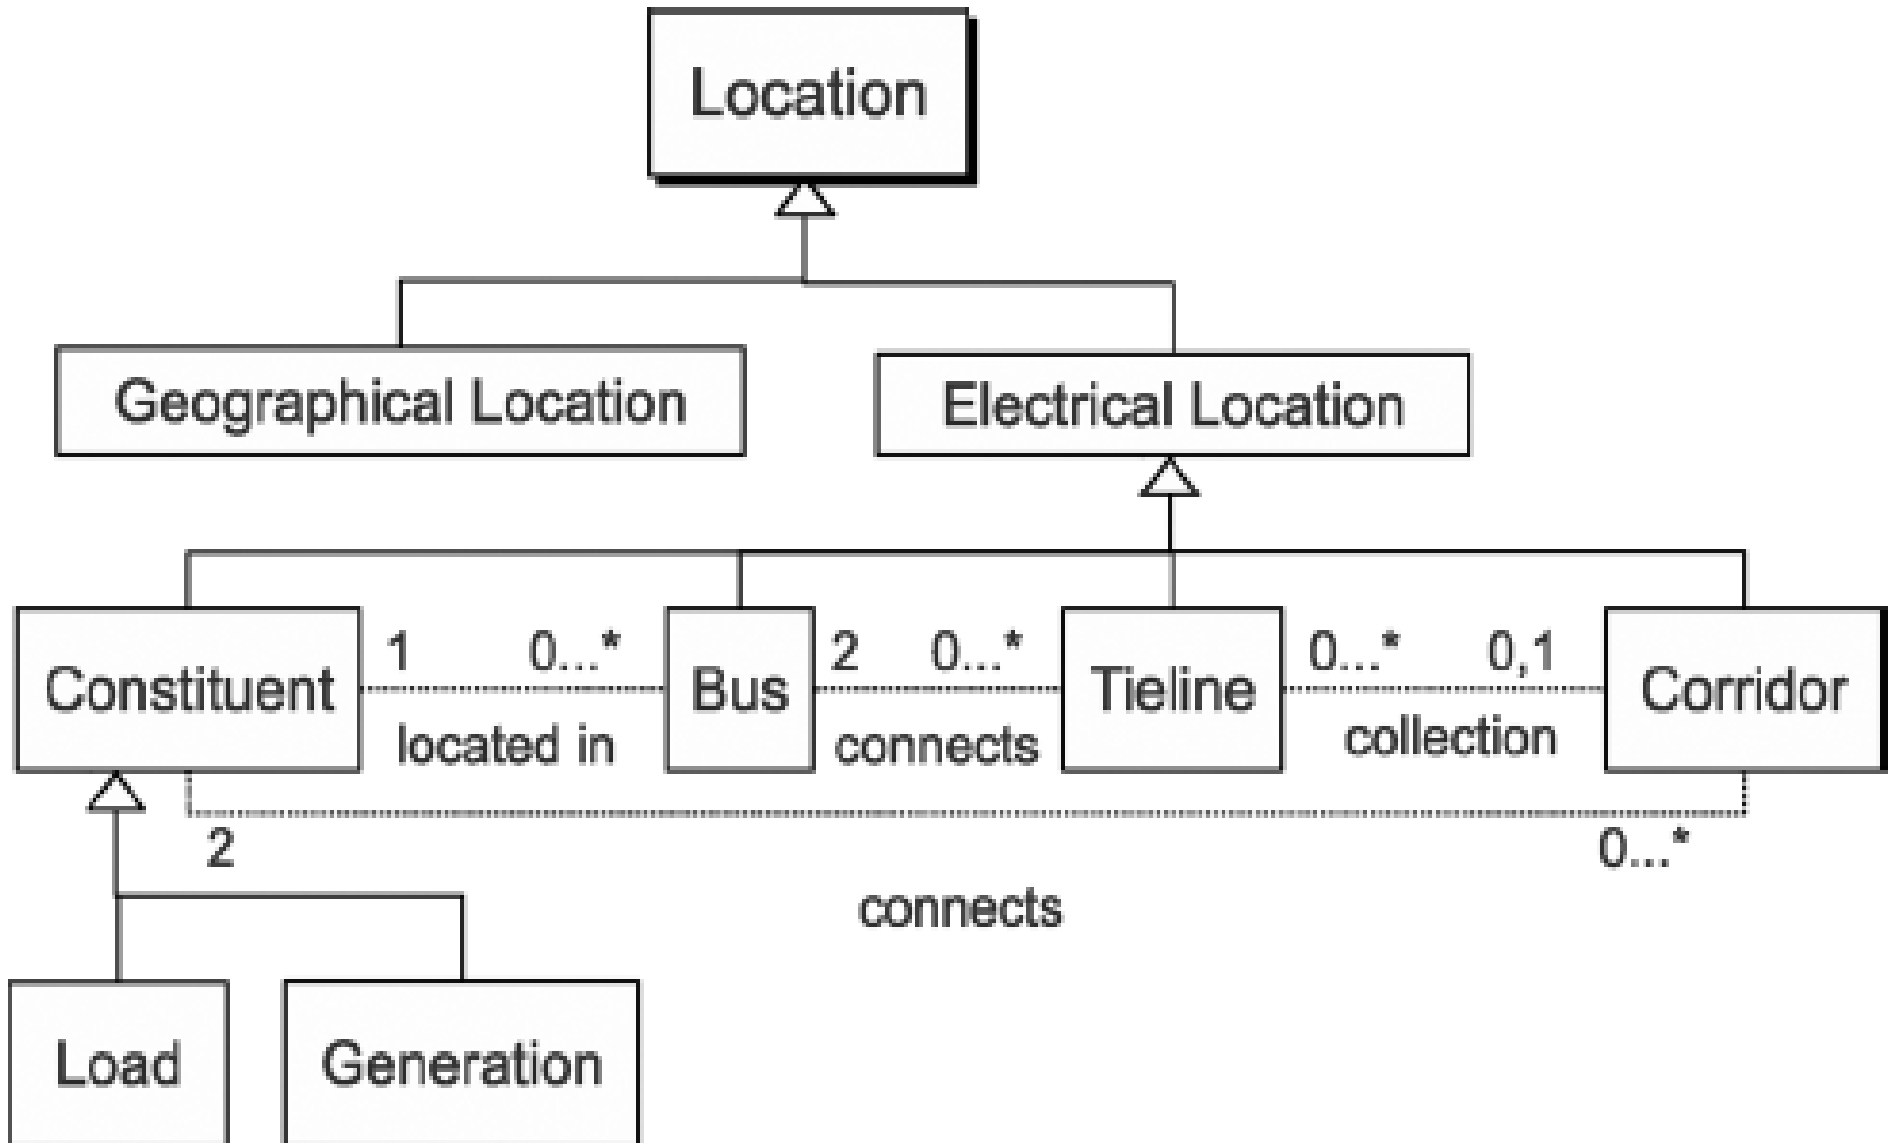 Location
Geographical Location
Electrical Location
Constituent
1
0...*
located in
Bus
2
0...*
connects
Tieline
0...*
0,1
collection
Corridor
2
0...*
connects
Load
Generation